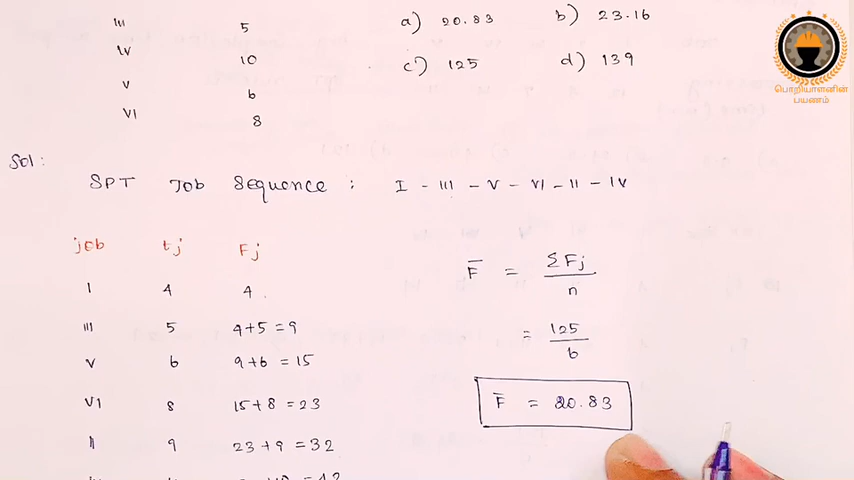 III 5 a) 20.83 b) 23.16
IV 10 c) 125 d) 139
V 6
VI 8
பொறியாளனின்
பயணம்
Sol:
SPT Job Sequence : I - III - V - VI - II - IV
job tj Fj
I 4 4
III 5 4+5 = 9
V 6 9+6 = 15
VI 8 15+8 = 23
II 9 23+9 = 32
F̄ = ΣFj / n
= 125 / 6
F̄ = 20.83